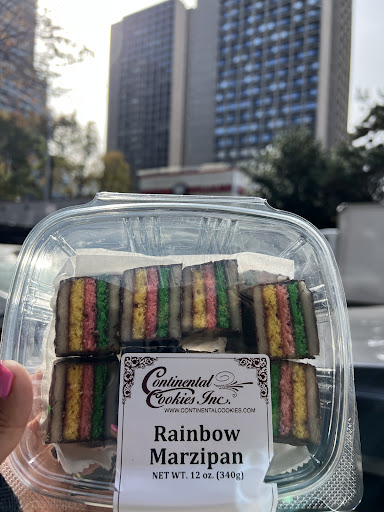 Continental
Cookies Inc.
WWW.CONTINENTALCOOKIES.COM
Rainbow
Marzipan
NET WT. 12 oz. (340g)